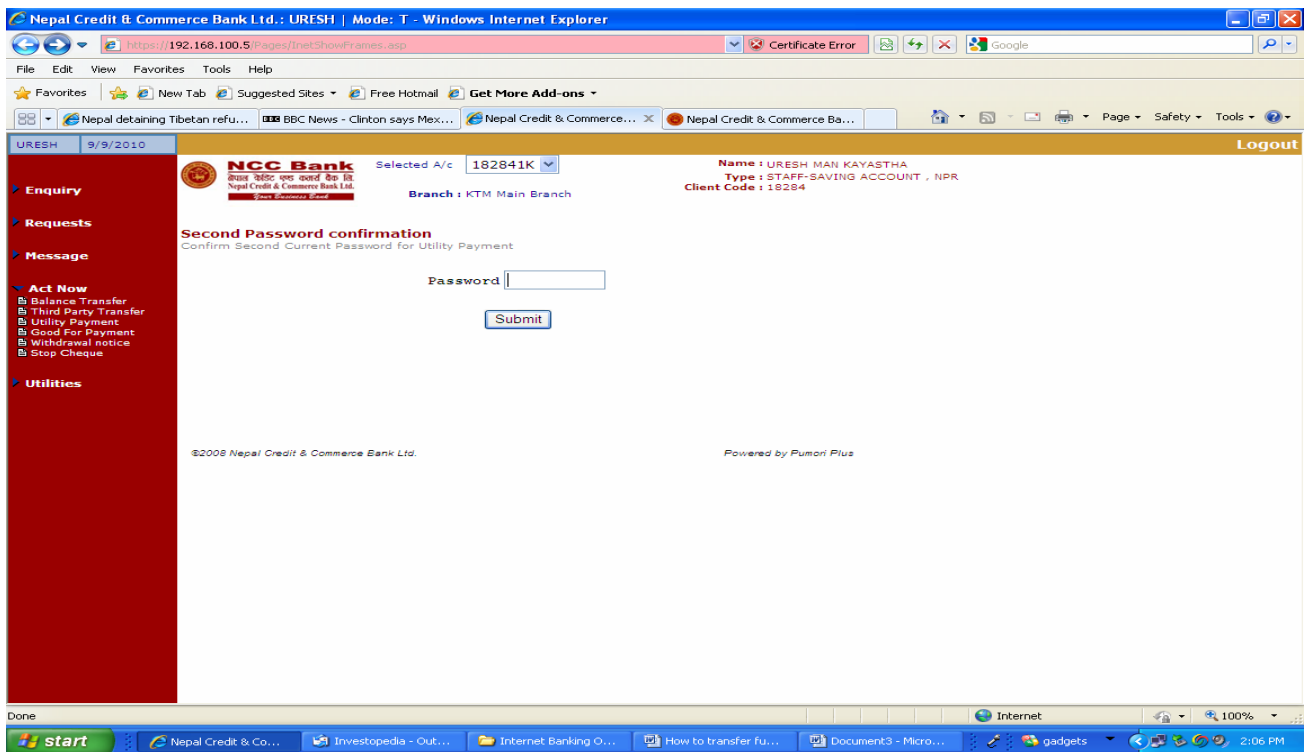 Nepal Credit & Commerce Bank Ltd.: URESH | Mode: T - Windows Internet Explorer
https://192.168.100.5/Pages/InetShowFrames.asp
Certificate Error
Google
File Edit View Favorites Tools Help
Favorites New Tab Suggested Sites Free Hotmail Get More Add-ons
Nepal detaining Tibetan refu... BBC News - Clinton says Mex... Nepal Credit & Commerce... X Nepal Credit & Commerce Ba... Page Safety Tools
URESH 9/9/2010 Logout
NCC Bank
नेपाल क्रेडिट एण्ड कमर्स बैंक लि.
Nepal Credit & Commerce Bank Ltd.
Your Business Bank
Selected A/c 182841K
Branch : KTM Main Branch
Name : URESH MAN KAYASTHA
Type : STAFF-SAVING ACCOUNT , NPR
Client Code : 18284
Enquiry
Requests
Message
Act Now
Balance Transfer
Third Party Transfer
Utility Payment
Good For Payment
Withdrawal notice
Stop Cheque
Utilities
Second Password confirmation
Confirm Second Current Password for Utility Payment
Password
Submit
©2008 Nepal Credit & Commerce Bank Ltd. Powered by Pumori Plus
Done Internet 100%
start Nepal Credit & Co... Investopedia - Out... Internet Banking O... How to transfer fu... Document3 - Micro... gadgets 2:06 PM